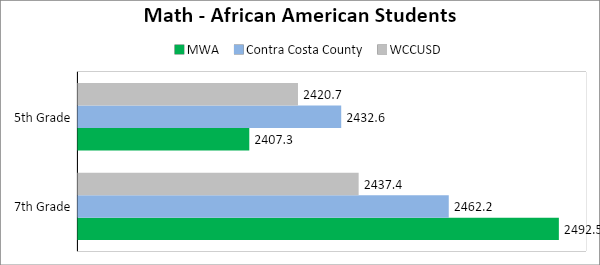 Math - African American Students
MWA Contra Costa County WCCUSD
5th Grade
2420.7
2432.6
2407.3
7th Grade
2437.4
2462.2
2492.5